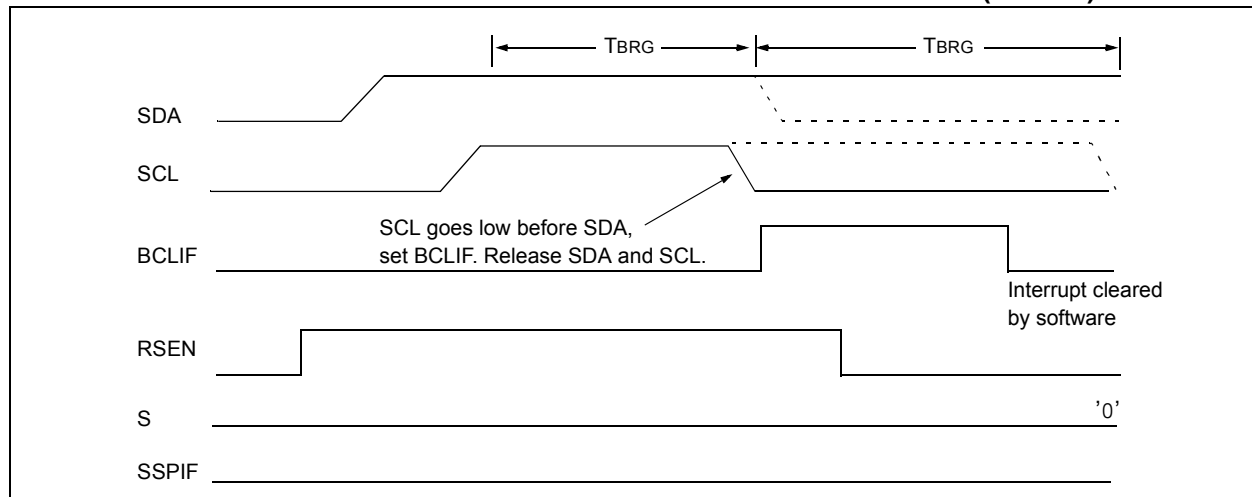 TBRG TBRG
SDA
SCL
SCL goes low before SDA,
set BCLIF. Release SDA and SCL.
BCLIF
Interrupt cleared
by software
RSEN
S '0'
SSPIF